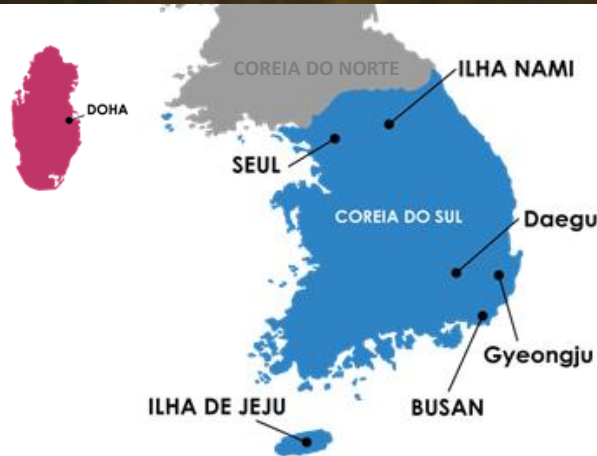 COREIA DO NORTE
ILHA NAMI
DOHA
SEUL
COREIA DO SUL
Daegu
Gyeongju
ILHA DE JEJU
BUSAN